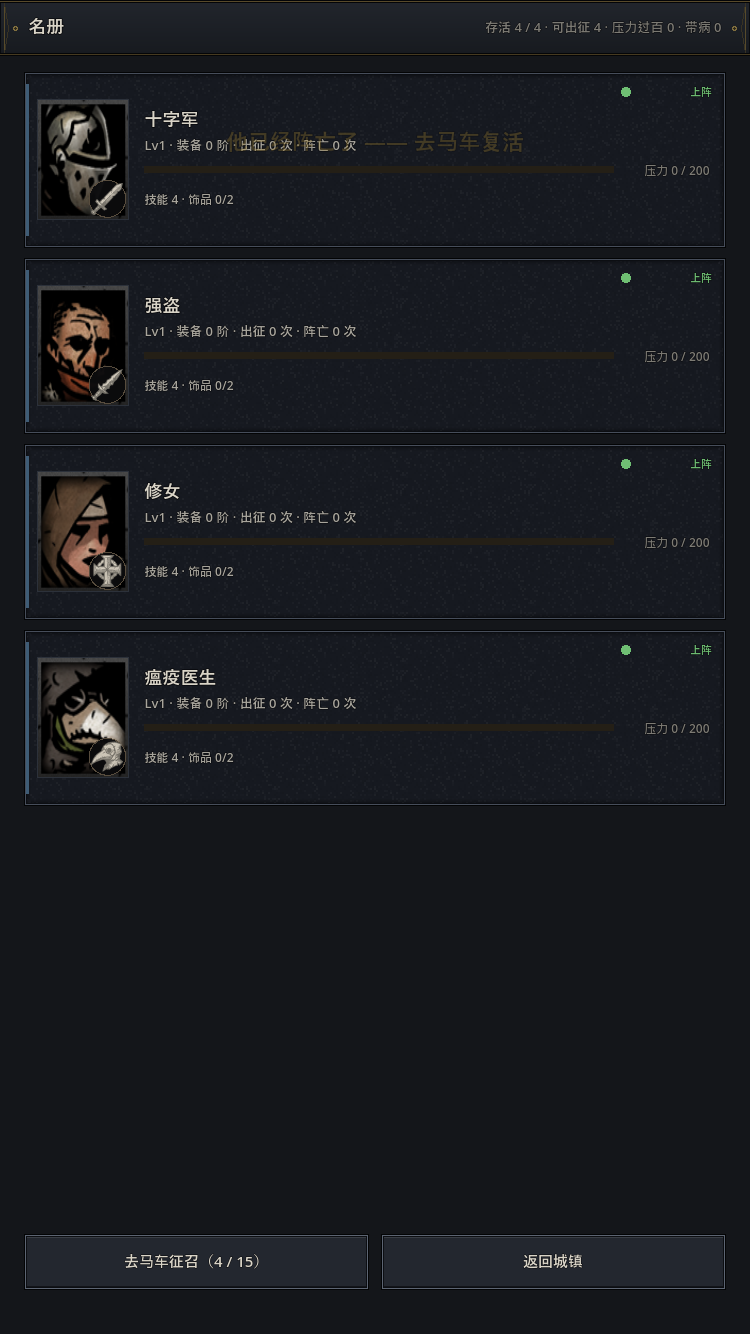 名册
存活 4 / 4 · 可出征 4 · 压力过百 0 · 带病 0
上阵
十字军
他已经阵亡了 —— 去马车复活
Lv1 · 装备 0 阶 · 出征 0 次 · 阵亡 0 次
压力 0 / 200
技能 4 · 饰品 0/2
上阵
强盗
Lv1 · 装备 0 阶 · 出征 0 次 · 阵亡 0 次
压力 0 / 200
技能 4 · 饰品 0/2
上阵
修女
Lv1 · 装备 0 阶 · 出征 0 次 · 阵亡 0 次
压力 0 / 200
技能 4 · 饰品 0/2
上阵
瘟疫医生
Lv1 · 装备 0 阶 · 出征 0 次 · 阵亡 0 次
压力 0 / 200
技能 4 · 饰品 0/2
去马车征召（4 / 15）
返回城镇